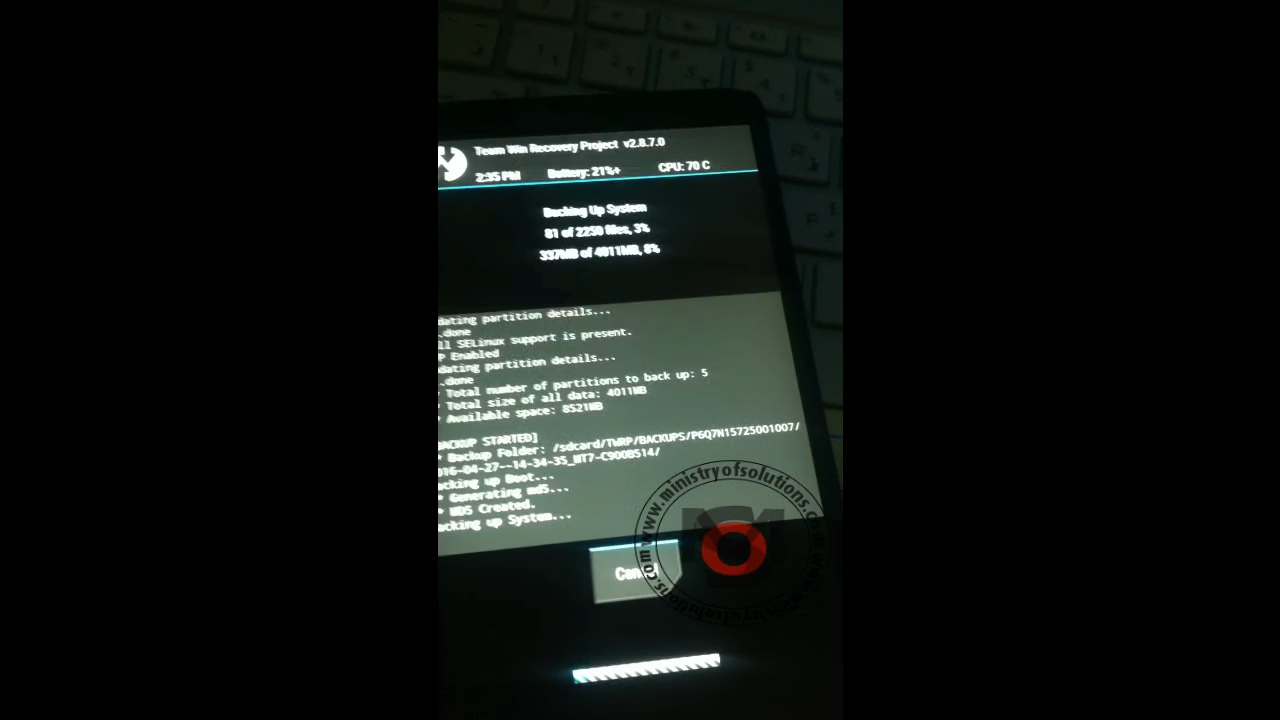 Team Win Recovery Project v2.8.7.0
2:35 PM Battery: 21%+ CPU: 70 C
Backing Up System
81 of 2250 files, 3%
337MB of 4011MB, 8%
dating partition details...
.done
ll SELinux support is present.
P Enabled
dating partition details...
.done
Total number of partitions to back up: 5
Total size of all data: 4011MB
Available space: 8521MB
BACKUP STARTED]
* Backup Folder: /sdcard/TWRP/BACKUPS/P6Q7N15725001007/
016-04-27--14-34-35_MT7-C900B514/
acking up Boot...
* Generating md5...
* MD5 Created.
acking up System...
Cancel
www.ministryofsolutions.com
www.ministryofsolutions.com